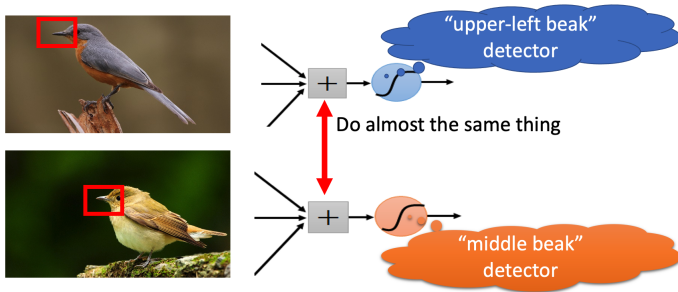 “upper-left beak”
detector
+
Do almost the same thing
+
“middle beak”
detector